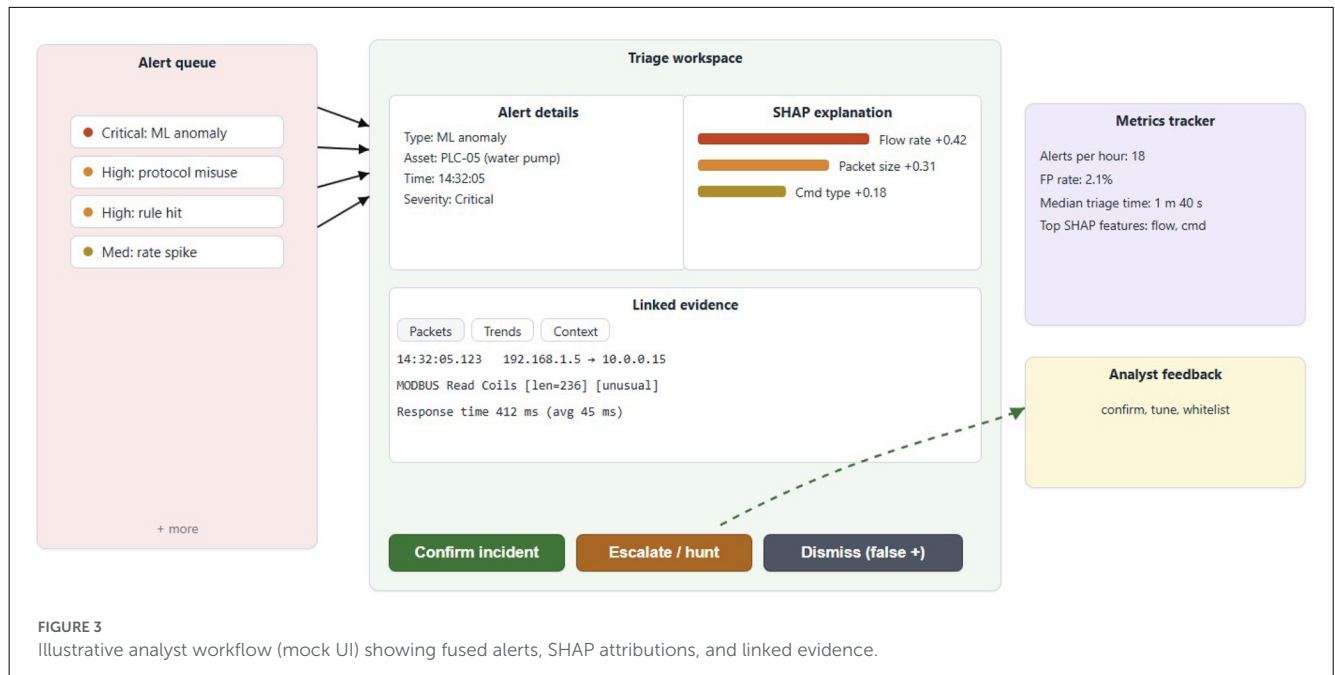 Alert queue
Critical: ML anomaly
High: protocol misuse
High: rule hit
Med: rate spike
+ more
Triage workspace
Alert details
Type: ML anomaly
Asset: PLC-05 (water pump)
Time: 14:32:05
Severity: Critical
SHAP explanation
Flow rate +0.42
Packet size +0.31
Cmd type +0.18
Linked evidence
Packets Trends Context
14:32:05.123 192.168.1.5 → 10.0.0.15
MODBUS Read Coils [len=236] [unusual]
Response time 412 ms (avg 45 ms)
Confirm incident Escalate / hunt Dismiss (false +)
Metrics tracker
Alerts per hour: 18
FP rate: 2.1%
Median triage time: 1 m 40 s
Top SHAP features: flow, cmd
Analyst feedback
confirm, tune, whitelist
FIGURE 3
Illustrative analyst workflow (mock UI) showing fused alerts, SHAP attributions, and linked evidence.